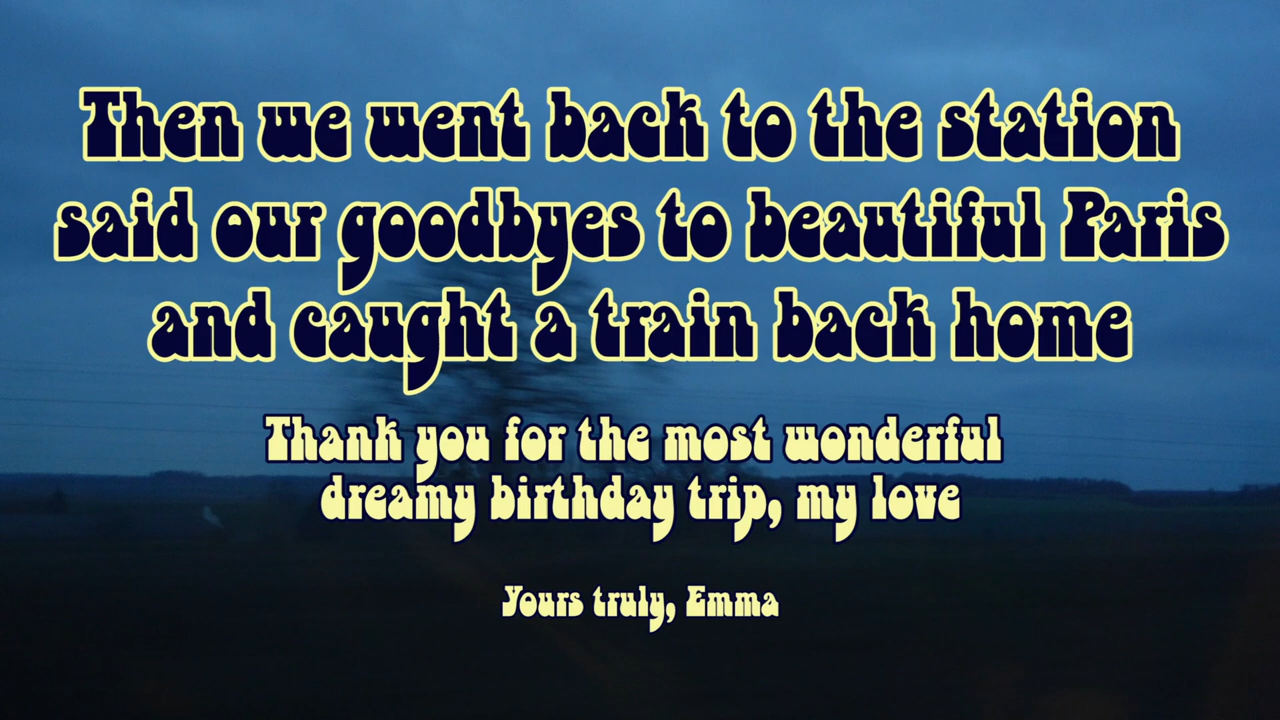 Then we went back to the station
said our goodbyes to beautiful Paris
and caught a train back home
Thank you for the most wonderful
dreamy birthday trip, my love
Yours truly, Emma